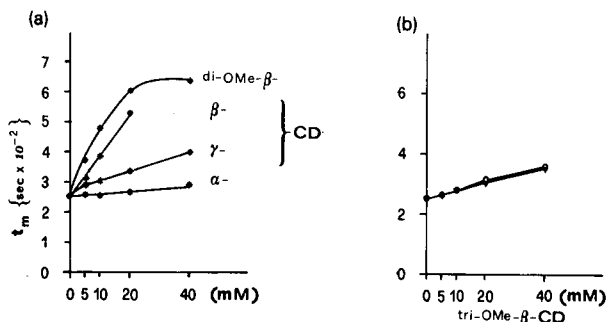 (a)
7
6
5
4
3
2
1
0
t_m {sec x 10⁻²}
0 5 10 20 40 (mM)
di-OMe-β-
β-
γ-
α-
CD
(b)
8
6
4
2
0
0 5 10 20 40 (mM)
tri-OMe-β-CD